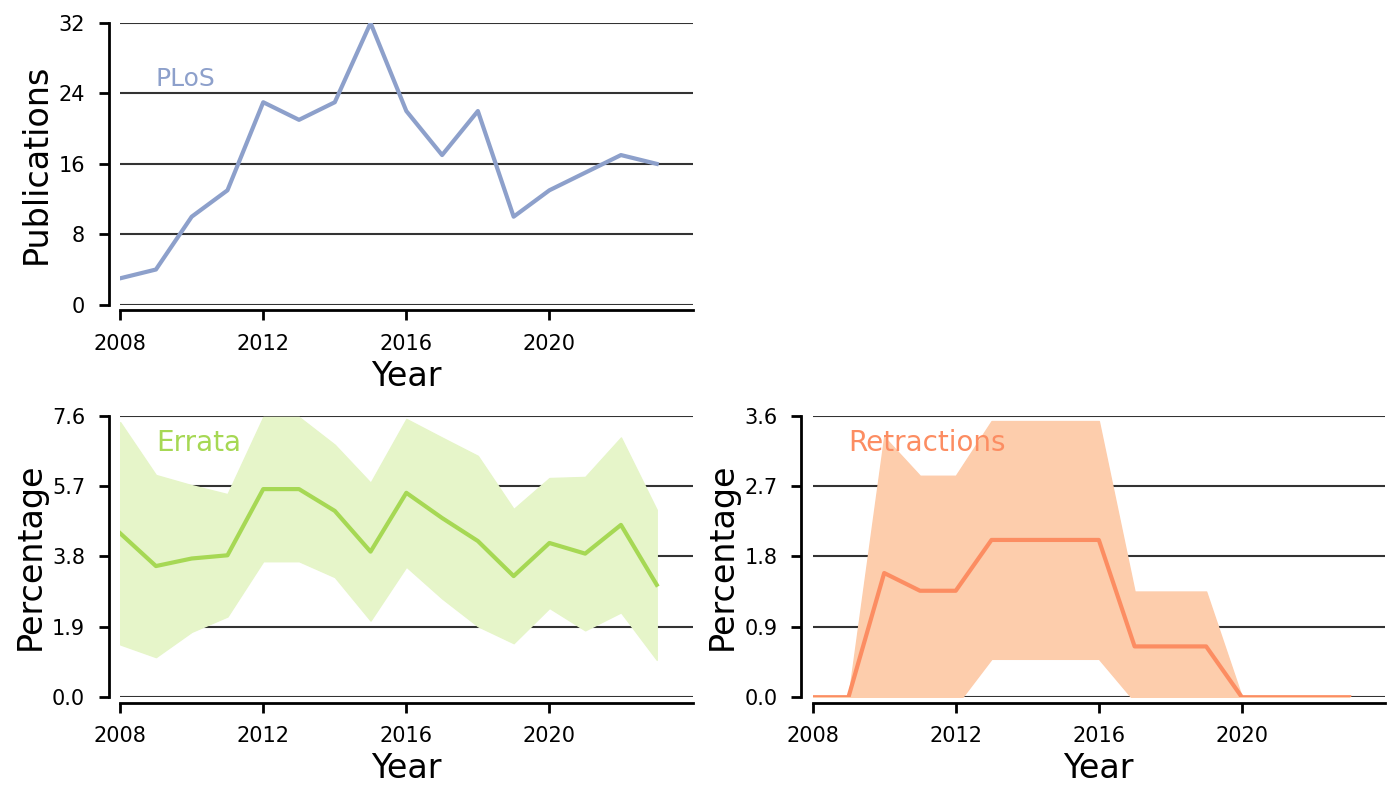 32
PLoS
24
16
8
0
Publications
2008 2012 2016 2020
Year
7.6
Errata
5.7
3.8
1.9
0.0
Percentage
2008 2012 2016 2020
Year
3.6
Retractions
2.7
1.8
0.9
0.0
Percentage
2008 2012 2016 2020
Year